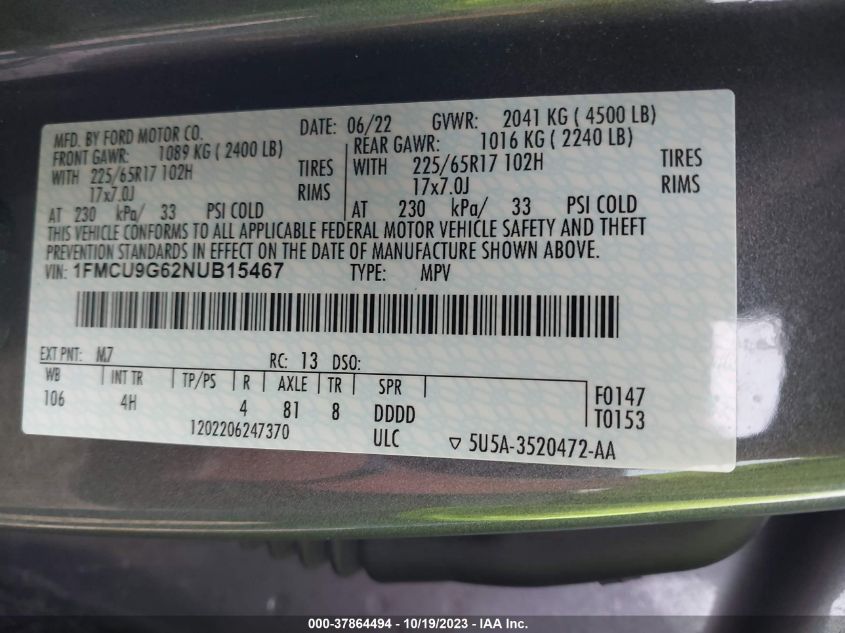 MFD. BY FORD MOTOR CO. DATE: 06/22 GVWR: 2041 KG ( 4500 LB)
FRONT GAWR: 1089 KG ( 2400 LB) REAR GAWR: 1016 KG ( 2240 LB)
WITH 225/65R17 102H TIRES WITH 225/65R17 102H TIRES
17x7.0J RIMS 17x7.0J RIMS
AT 230 kPa/ 33 PSI COLD AT 230 kPa/ 33 PSI COLD
THIS VEHICLE CONFORMS TO ALL APPLICABLE FEDERAL MOTOR VEHICLE SAFETY AND THEFT
PREVENTION STANDARDS IN EFFECT ON THE DATE OF MANUFACTURE SHOWN ABOVE.
VIN: 1FMCU9G62NUB15467 TYPE: MPV
EXT PNT: M7 RC: 13 DSO:
WB INT TR TP/PS R AXLE TR SPR F0147
106 4H 4 81 8 DDDD T0153
1202206247370 ULC ▽ 5U5A-3520472-AA
000-37864494 - 10/19/2023 - IAA Inc.